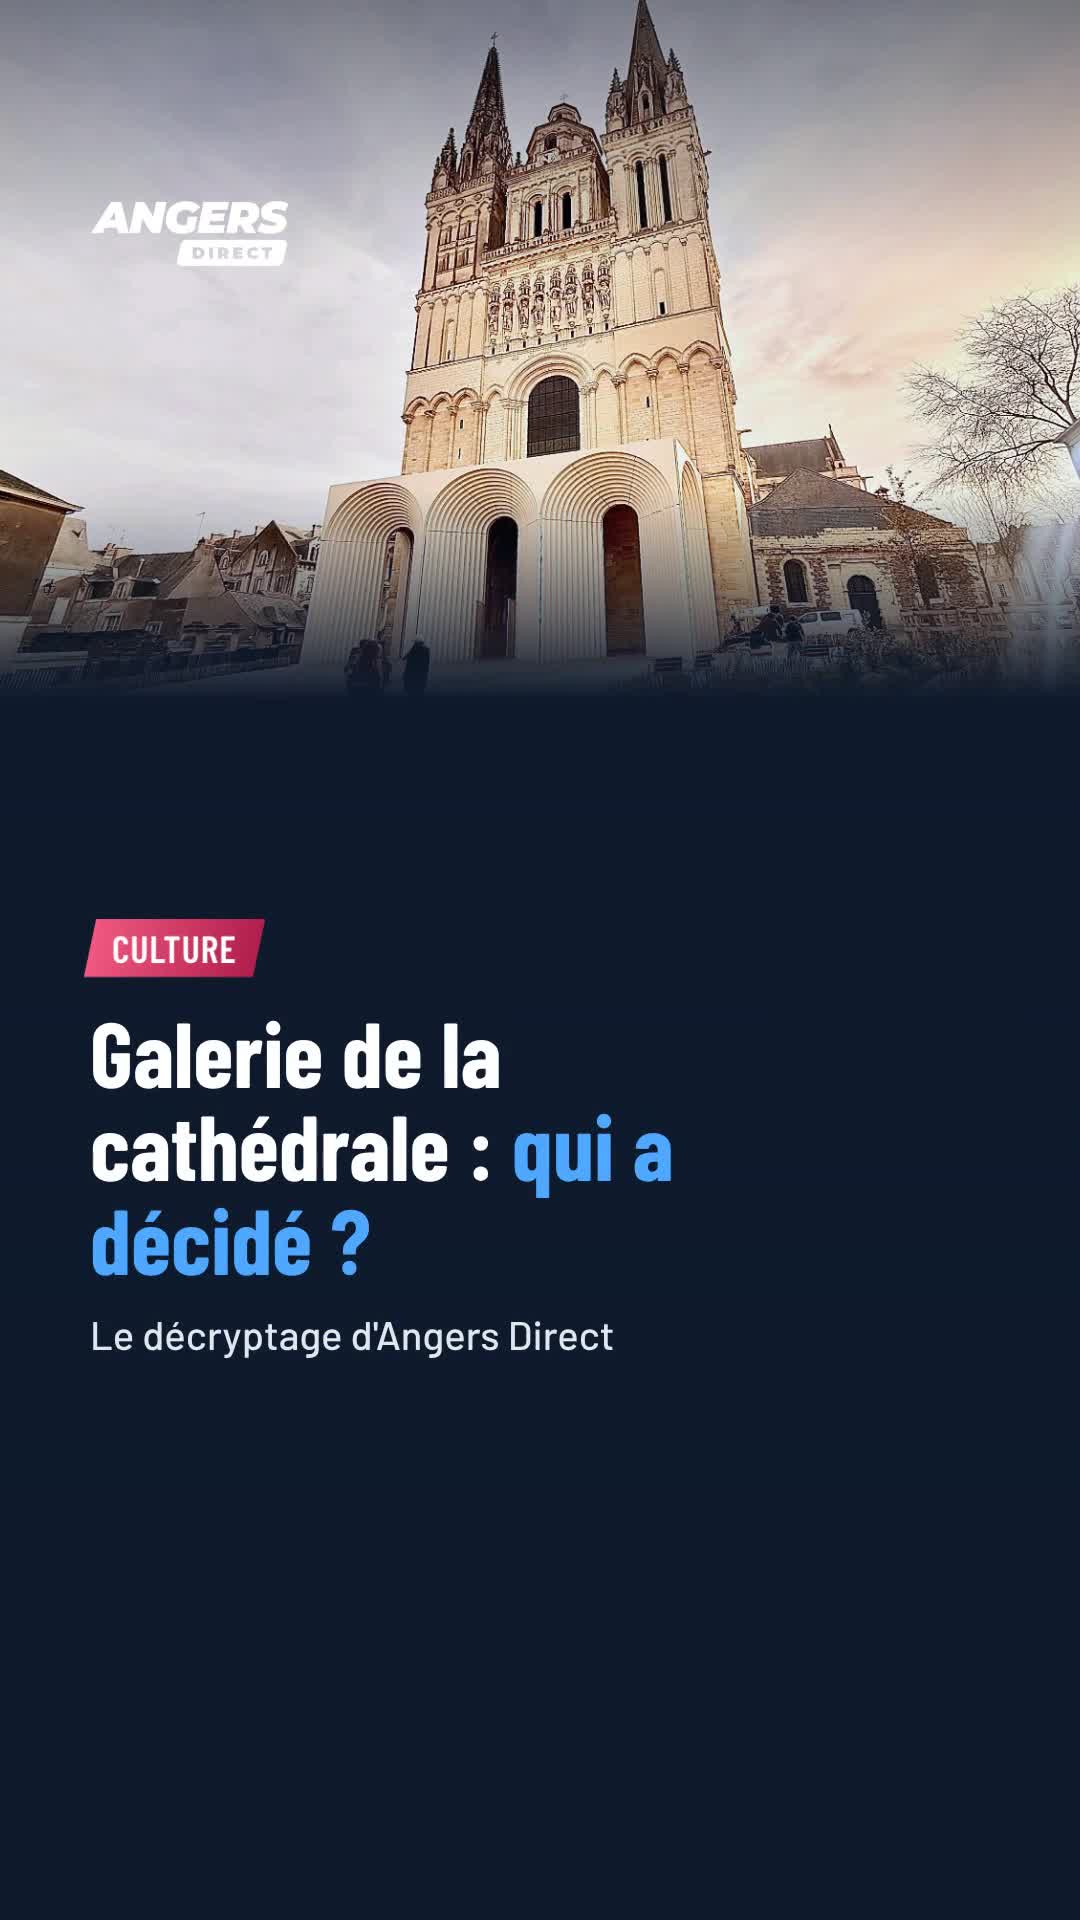 ANGERS
DIRECT
CULTURE
Galerie de la
cathédrale : qui a
décidé ?
Le décryptage d'Angers Direct